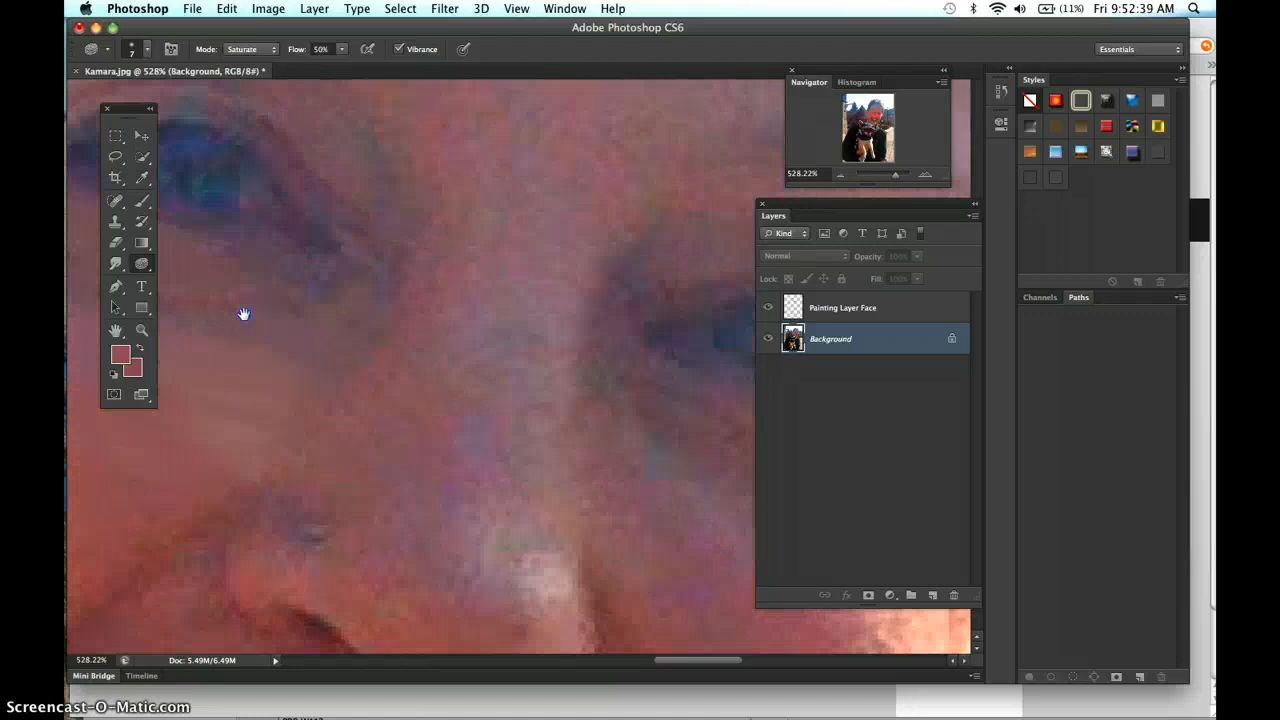 Photoshop File Edit Image Layer Type Select Filter 3D View Window Help (11%) Fri 9:52:39 AM
Adobe Photoshop CS6
7 Mode: Saturate Flow: 50% Vibrance Essentials
× Kamara.jpg @ 528% (Background, RGB/8#) *
Navigator Histogram
528.22%
Styles
Layers
Kind
Normal Opacity: 100%
Lock: Fill: 100%
Painting Layer Face
Background
Channels Paths
528.22% Doc: 5.49M/6.49M
Mini Bridge Timeline
Screencast-O-Matic.com